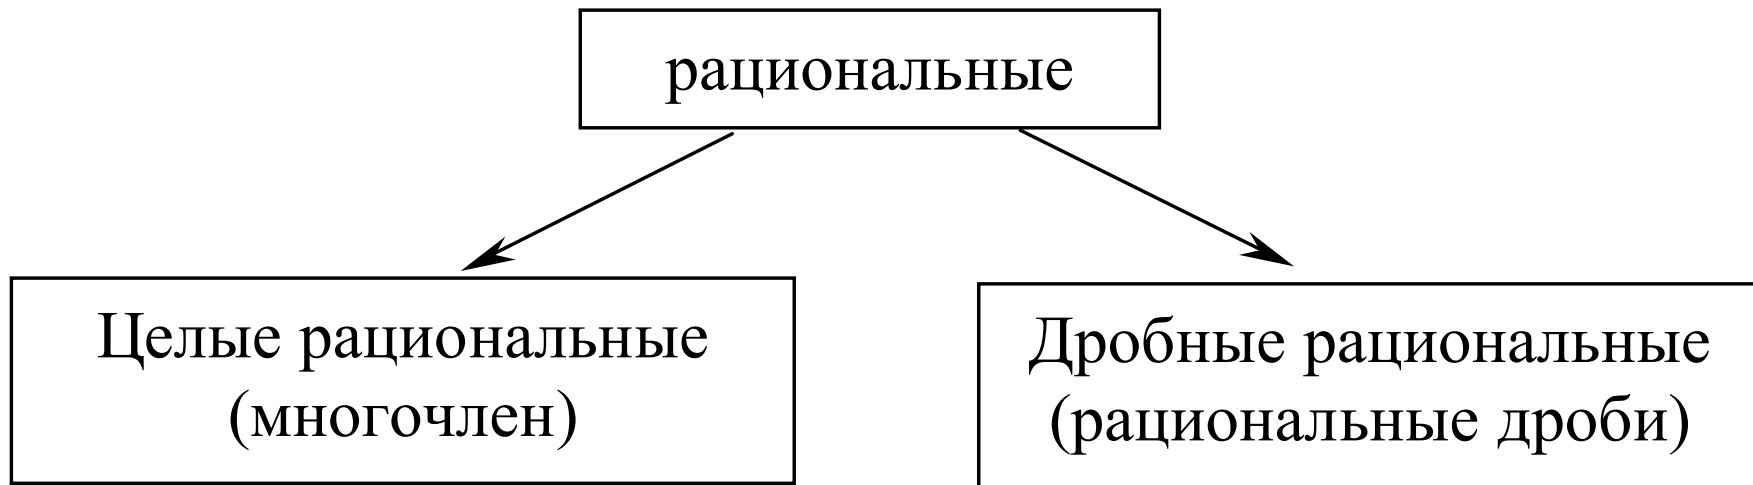 рациональные
Целые рациональные
(многочлен)
Дробные рациональные
(рациональные дроби)